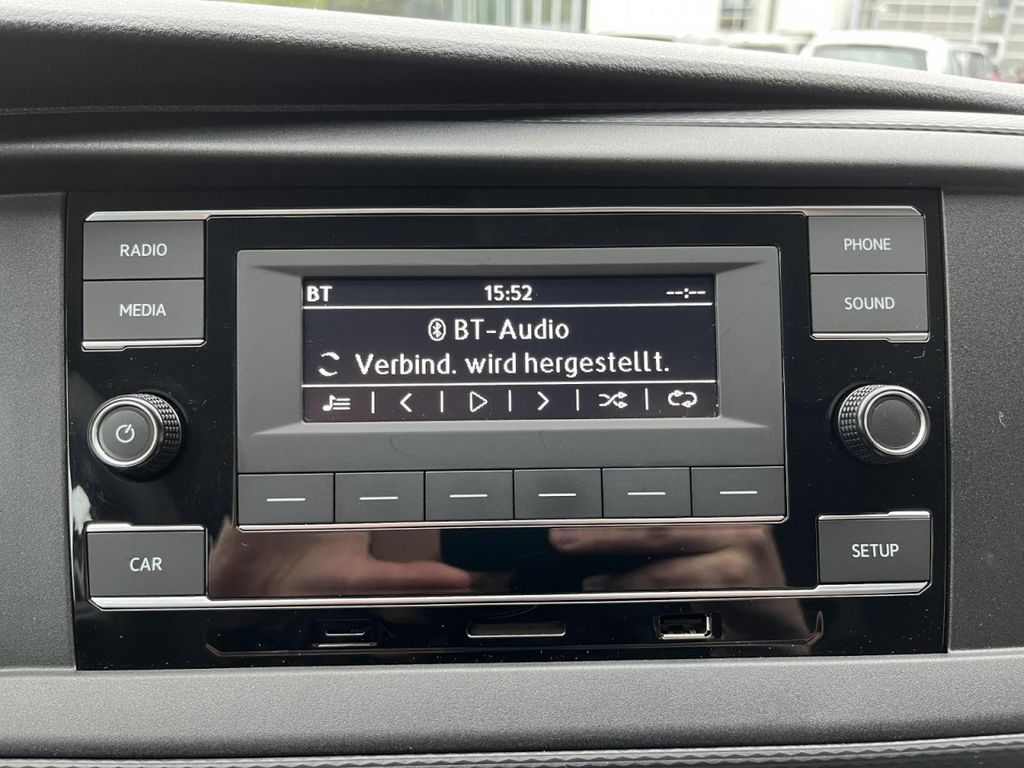 RADIO
MEDIA
PHONE
SOUND
BT 15:52 --:--
BT-Audio
Verbind. wird hergestellt.
CAR
SETUP